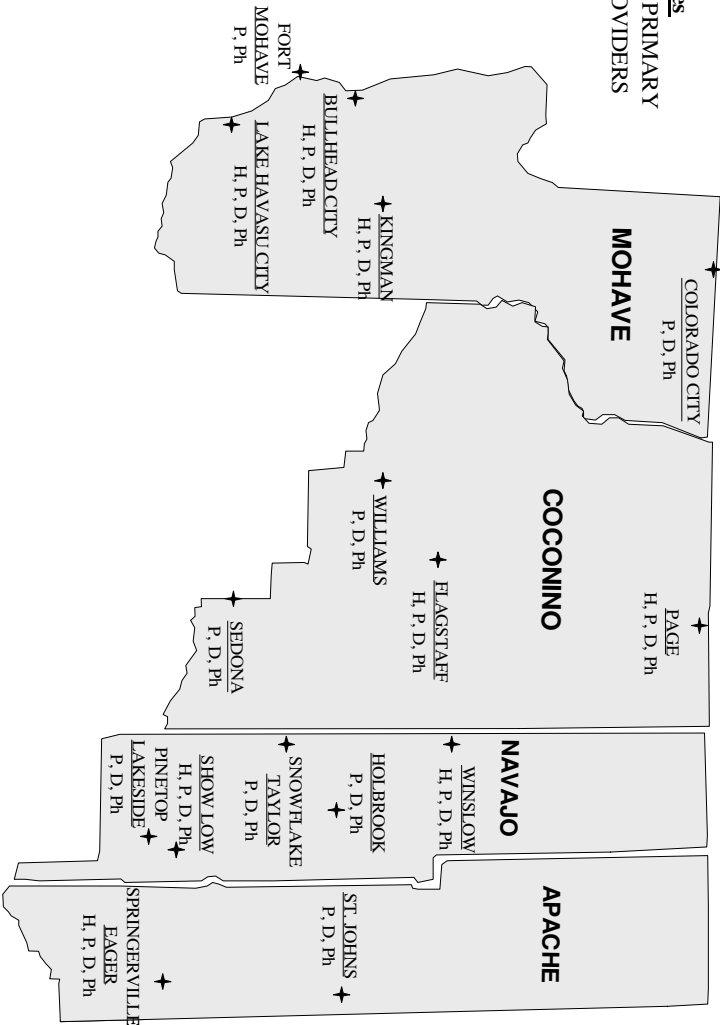 es
PRIMARY
OVIDERS
MOHAVE
COLORADO CITY
P, D, Ph
KINGMAN
H, P, D, Ph
BULLHEAD CITY
H, P, D, Ph
FORT
MOHAVE
P, Ph
LAKE HAVASU CITY
H, P, D, Ph
COCONINO
PAGE
H, P, D, Ph
FLAGSTAFF
H, P, D, Ph
WILLIAMS
P, D, Ph
SEDONA
P, D, Ph
NAVAJO
WINSLOW
H, P, D, Ph
HOLBROOK
P, D, Ph
SNOWFLAKE
TAYLOR
P, D, Ph
SHOW LOW
H, P, D, Ph
PINETOP
LAKESIDE
P, D, Ph
APACHE
ST. JOHNS
P, D, Ph
SPRINGERVILLE
EAGER
H, P, D, Ph